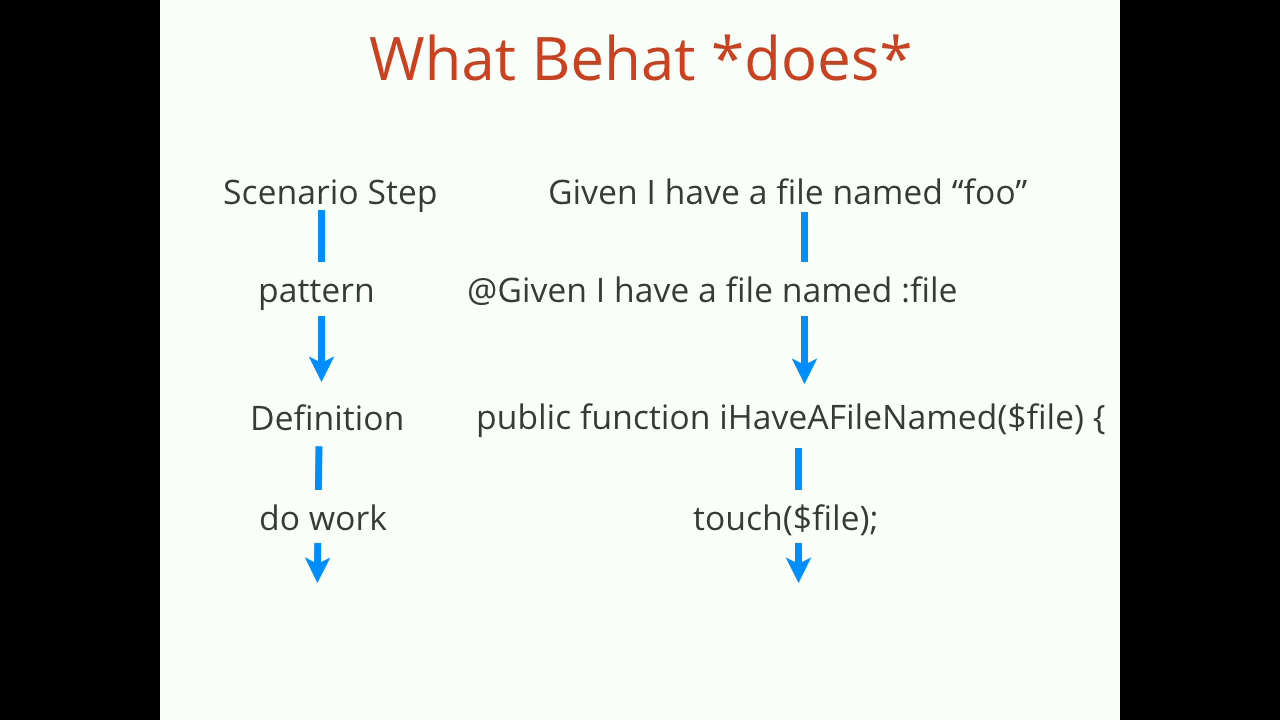 What Behat *does*
Scenario Step
Given I have a file named “foo”
pattern
@Given I have a file named :file
Definition
public function iHaveAFileNamed($file) {
do work
touch($file);